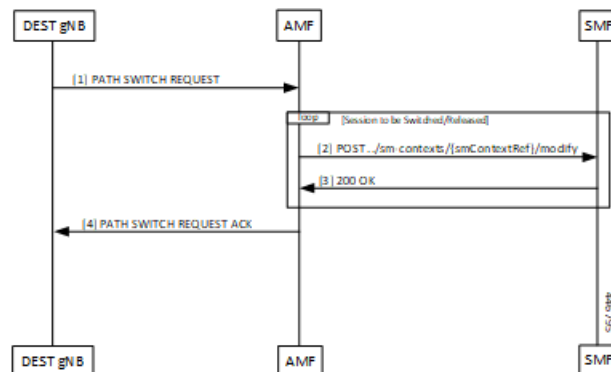 DEST gNB
AMF
SMF
(1) PATH SWITCH REQUEST
loop
[Session to be Switched/Released]
(2) POST ../sm-contexts/{smContextRef}/modify
(3) 200 OK
(4) PATH SWITCH REQUEST ACK
DEST gNB
AMF
SMF